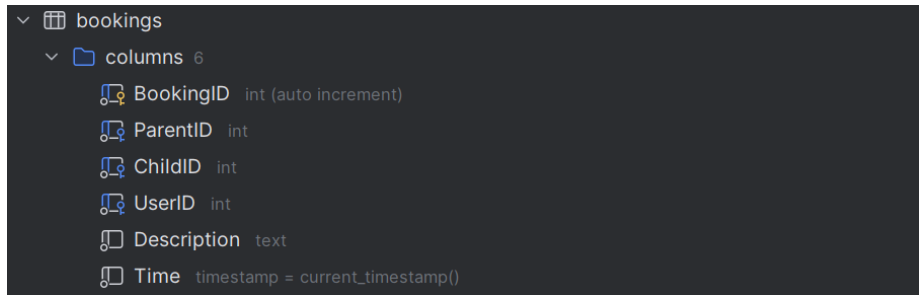 bookings
columns 6
BookingID int (auto increment)
ParentID int
ChildID int
UserID int
Description text
Time timestamp = current_timestamp()